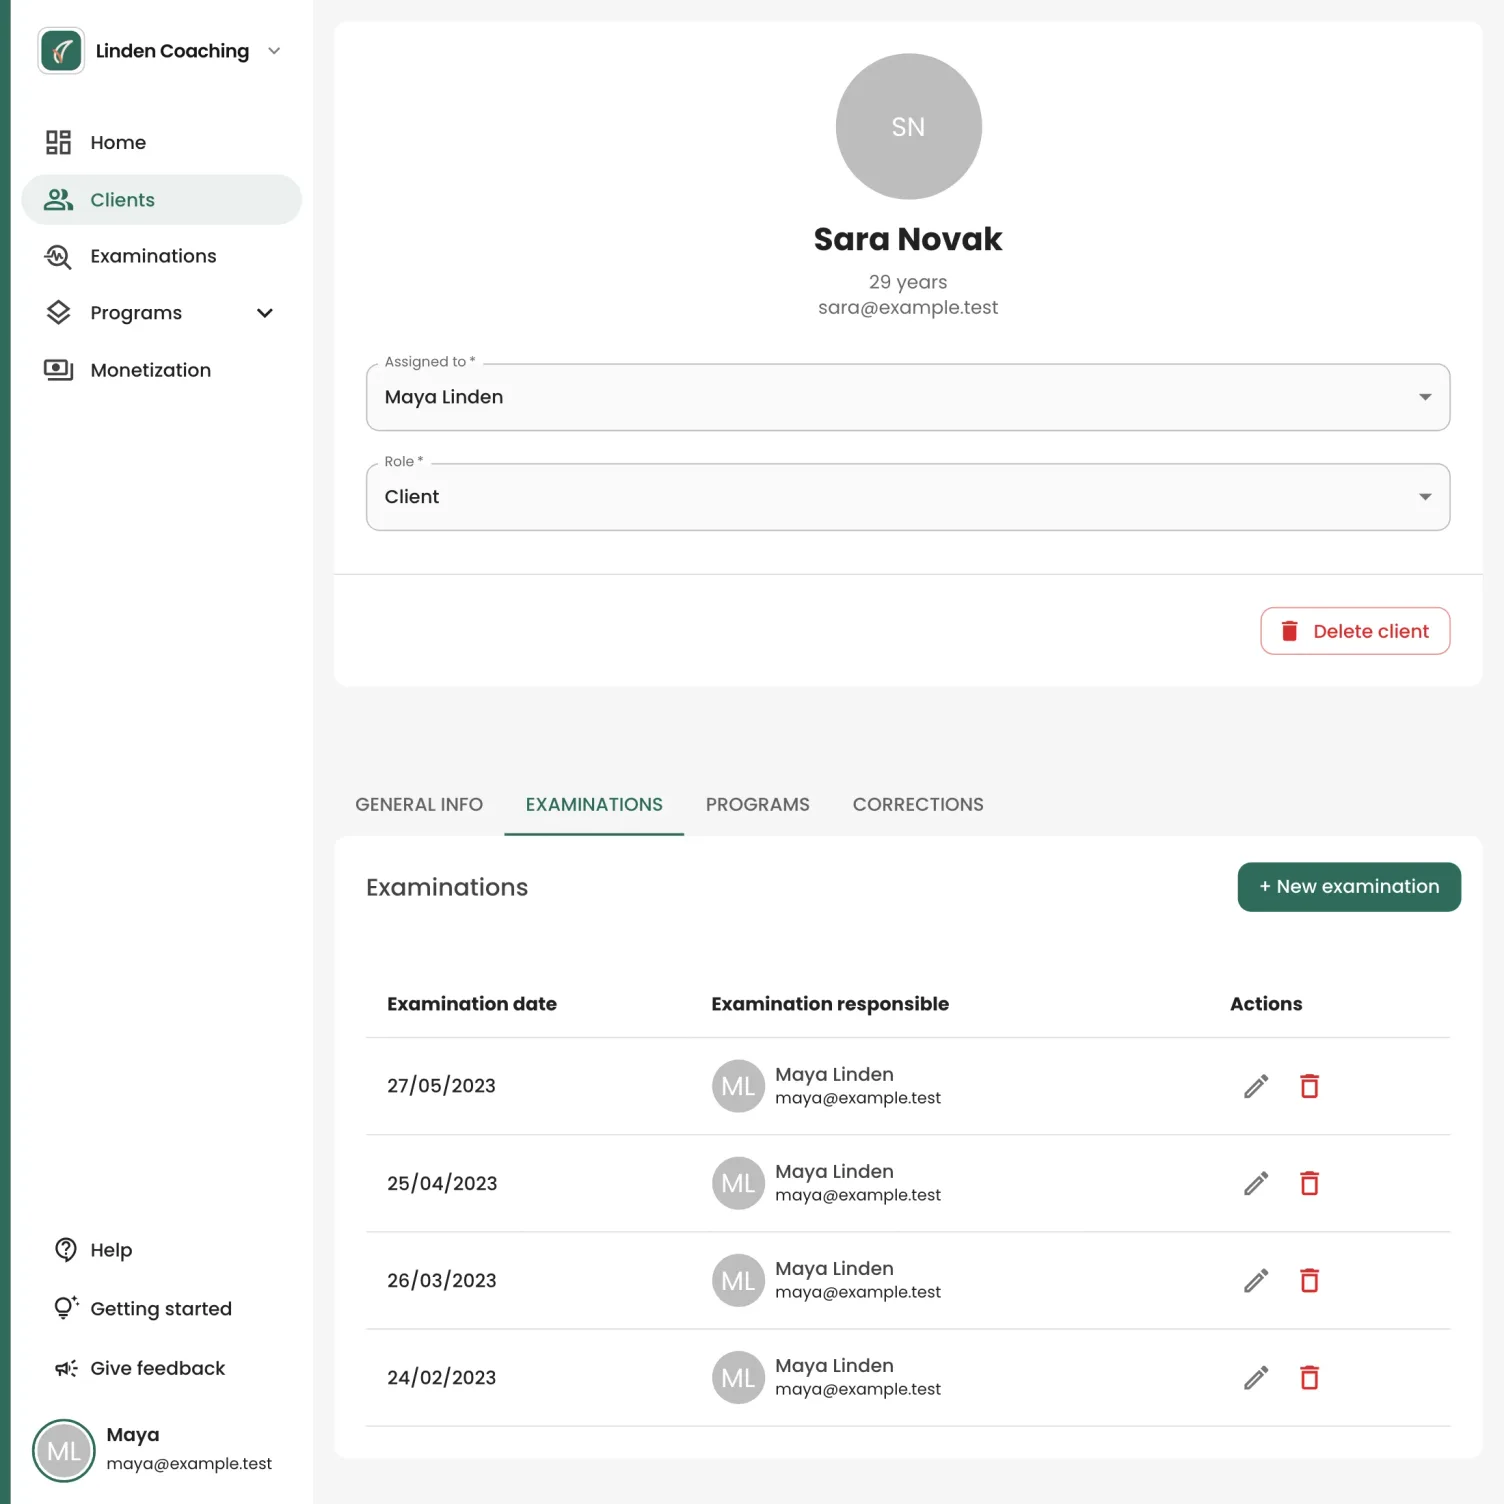 Linden Coaching
Home
Clients
Examinations
Programs
Monetization
Help
Getting started
Give feedback
ML
Maya
maya@example.test
SN
Sara Novak
29 years
sara@example.test
Assigned to *
Maya Linden
Role *
Client
Delete client
GENERAL INFO EXAMINATIONS PROGRAMS CORRECTIONS
Examinations
+ New examination
Examination date Examination responsible Actions
27/05/2023 ML Maya Linden
maya@example.test
25/04/2023 ML Maya Linden
maya@example.test
26/03/2023 ML Maya Linden
maya@example.test
24/02/2023 ML Maya Linden
maya@example.test